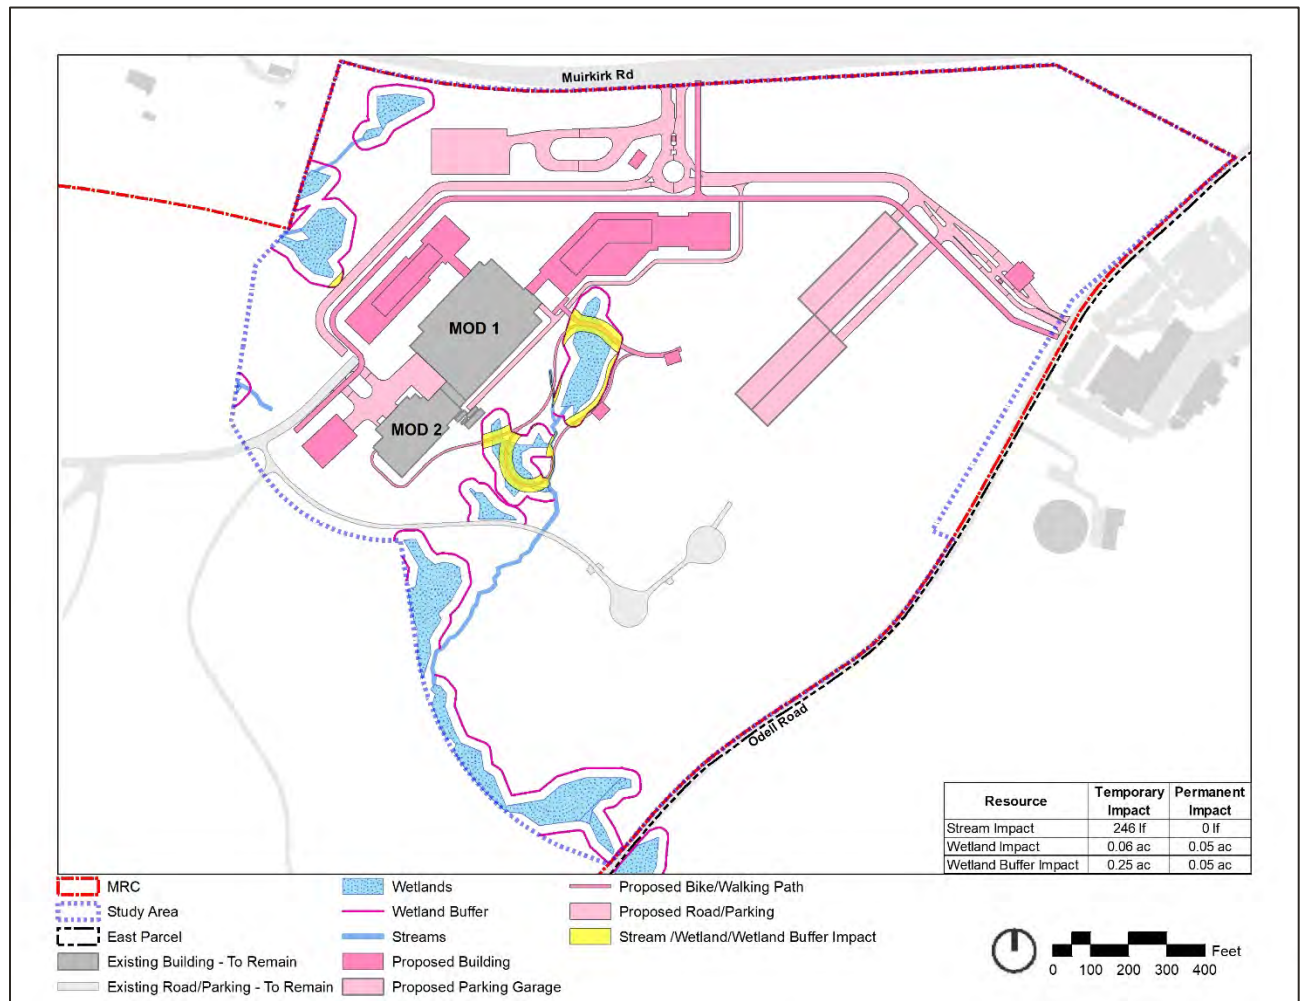 Muirkirk Rd
MOD 1
MOD 2
Odell Road
Resource Temporary Impact Permanent Impact
Stream Impact 246 lf 0 lf
Wetland Impact 0.06 ac 0.05 ac
Wetland Buffer Impact 0.25 ac 0.05 ac
MRC
Study Area
East Parcel
Existing Building - To Remain
Existing Road/Parking - To Remain
Wetlands
Wetland Buffer
Streams
Proposed Building
Proposed Parking Garage
Proposed Bike/Walking Path
Proposed Road/Parking
Stream /Wetland/Wetland Buffer Impact
Feet
0 100 200 300 400